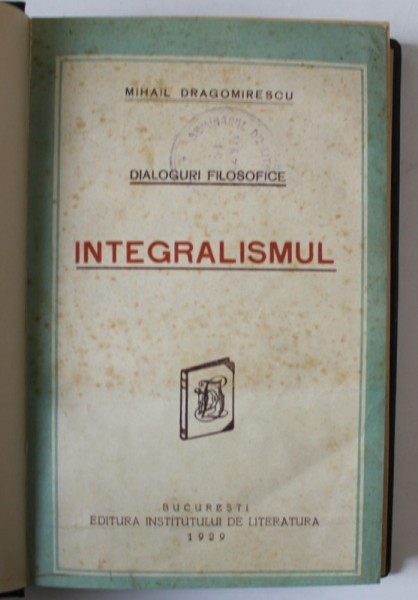 MIHAIL DRAGOMIRESCU
DIALOGURI FILOSOFICE
INTEGRALISMUL
BUCUREȘTI
EDITURA INSTITUTULUI DE LITERATURA
1929